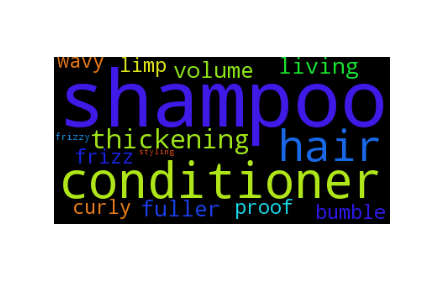 wavy limp volume living
shampoo
frizzy thickening hair
frizz styling
conditioner
curly fuller proof bumble